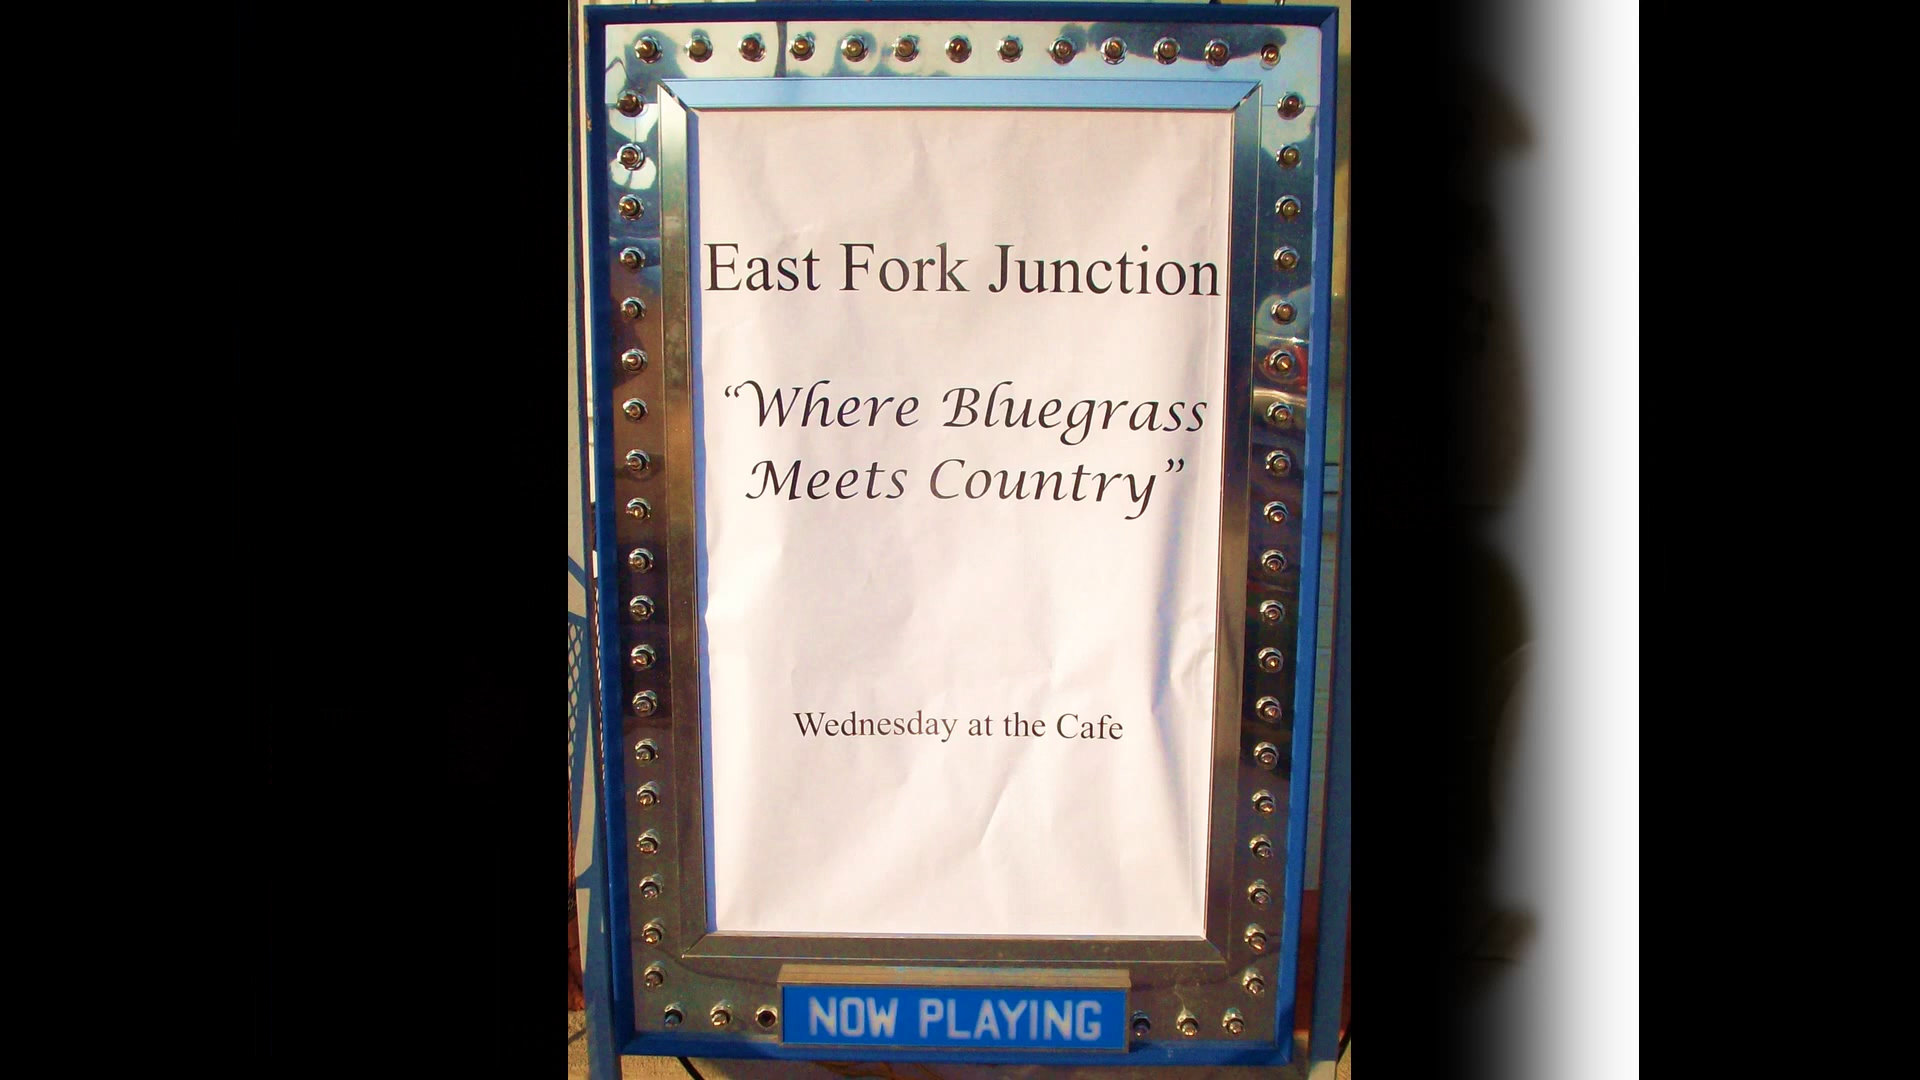 East Fork Junction
“Where Bluegrass
Meets Country”
Wednesday at the Cafe
NOW PLAYING